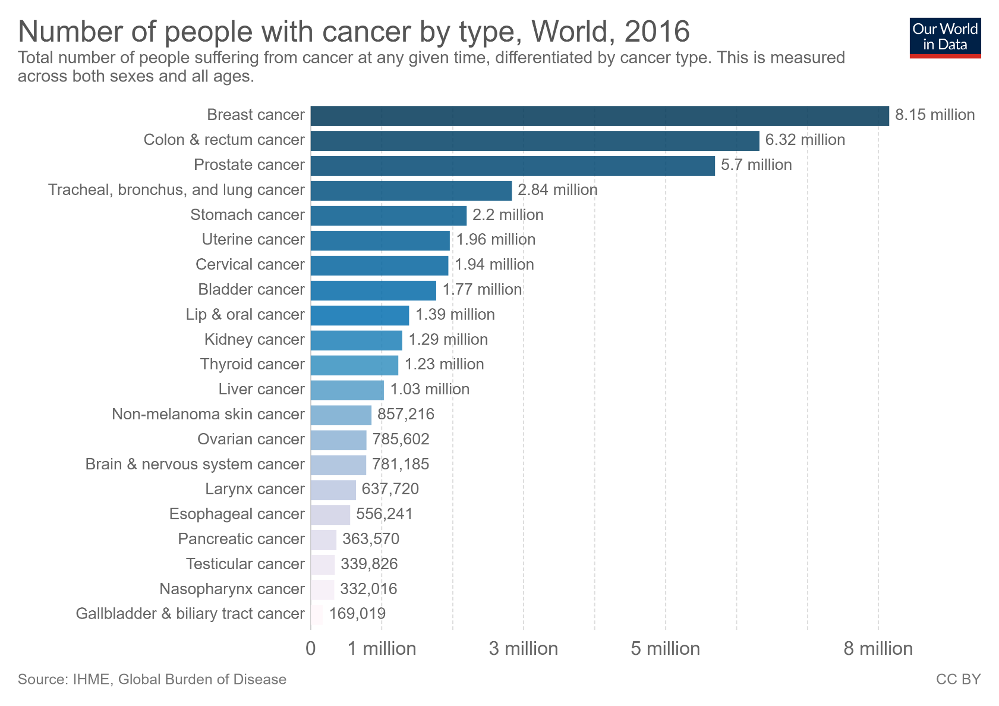 Number of people with cancer by type, World, 2016
Our World
in Data
Total number of people suffering from cancer at any given time, differentiated by cancer type. This is measured
across both sexes and all ages.
Breast cancer 8.15 million
Colon & rectum cancer 6.32 million
Prostate cancer 5.7 million
Tracheal, bronchus, and lung cancer 2.84 million
Stomach cancer 2.2 million
Uterine cancer 1.96 million
Cervical cancer 1.94 million
Bladder cancer 1.77 million
Lip & oral cancer 1.39 million
Kidney cancer 1.29 million
Thyroid cancer 1.23 million
Liver cancer 1.03 million
Non-melanoma skin cancer 857,216
Ovarian cancer 785,602
Brain & nervous system cancer 781,185
Larynx cancer 637,720
Esophageal cancer 556,241
Pancreatic cancer 363,570
Testicular cancer 339,826
Nasopharynx cancer 332,016
Gallbladder & biliary tract cancer 169,019
0 1 million 3 million 5 million 8 million
Source: IHME, Global Burden of Disease CC BY